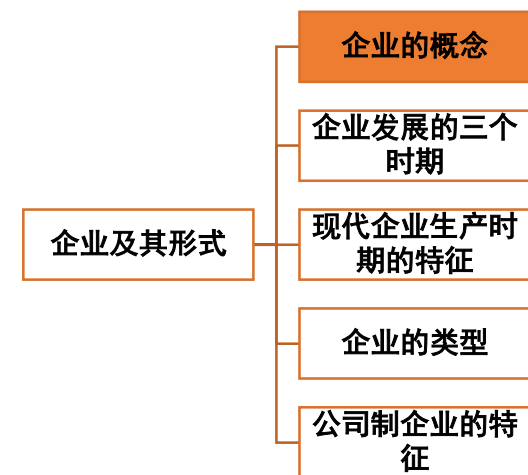 企业的概念
企业发展的三个
时期
现代企业生产时
期的特征
企业及其形式
企业的类型
公司制企业的特
征